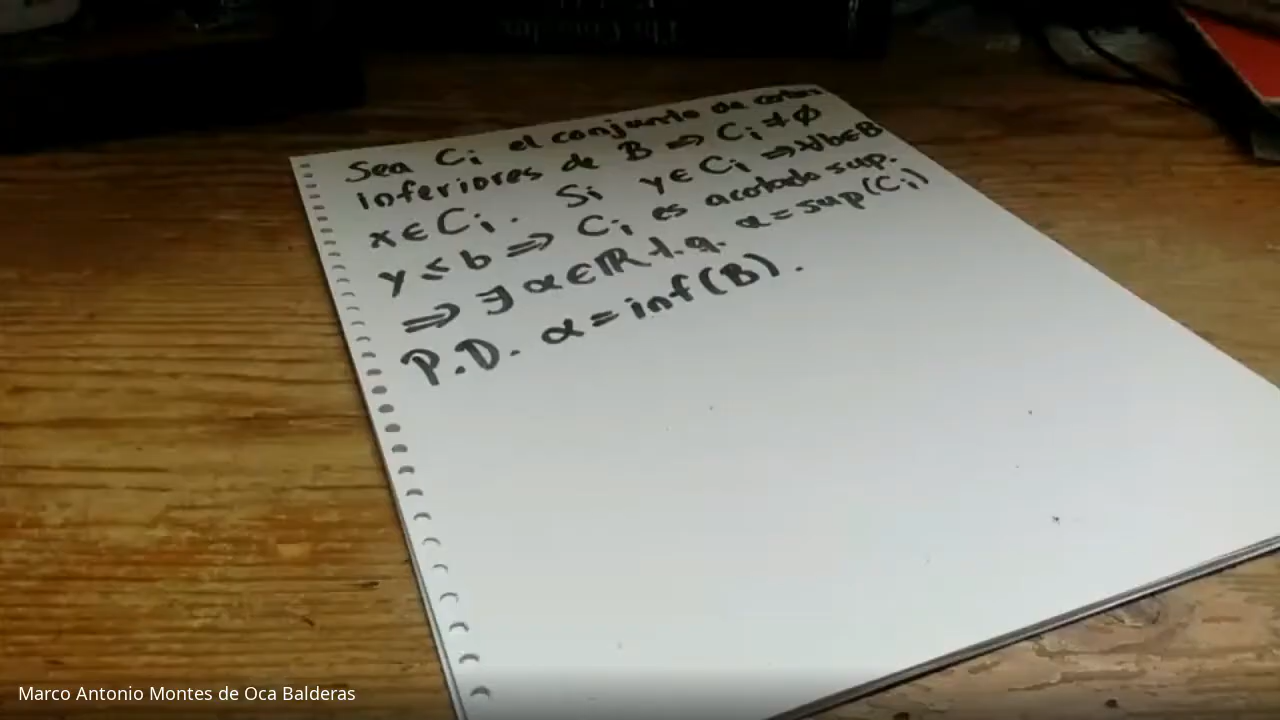 Sea Ci el conjunto de cotas
inferiores de B ⇒ Ci ≠ ∅
x ∈ Ci. Si y ∈ Ci ⇒ ∀b∈B
y ≤ b ⇒ Ci es acotado sup.
⇒ ∃ α ∈ ℝ t.q. α = sup(Ci)
P.D. α = inf(B).
Marco Antonio Montes de Oca Balderas